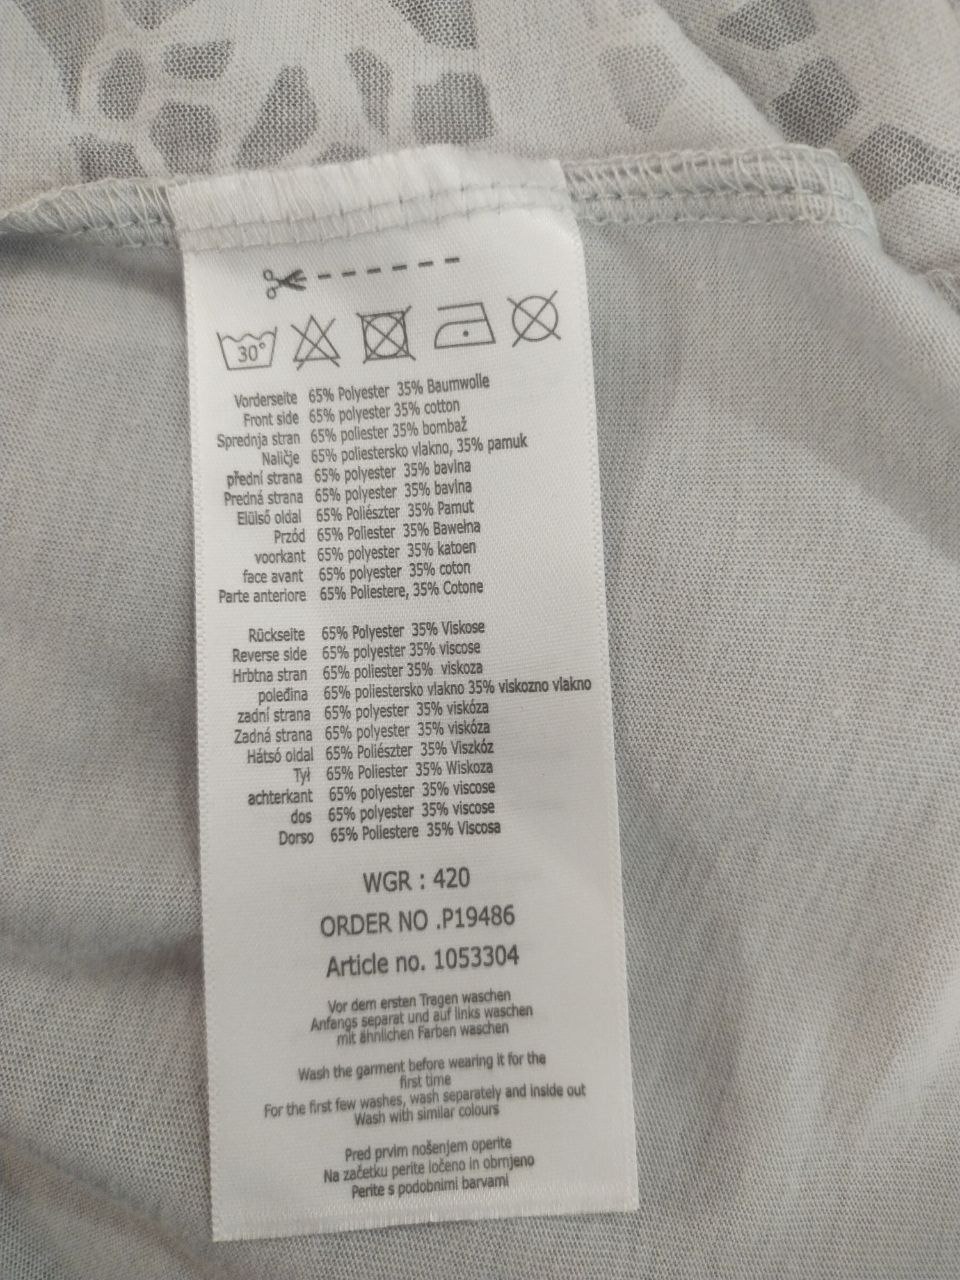 30°
Vorderseite 65% Polyester 35% Baumwolle
Front side 65% polyester 35% cotton
Sprednja stran 65% poliester 35% bombaž
Naličje 65% poliestersko vlakno, 35% pamuk
přední strana 65% polyester 35% bavlna
Predná strana 65% polyester 35% bavlna
Elülső oldal 65% Poliészter 35% Pamut
Przód 65% Poliester 35% Bawełna
voorkant 65% polyester 35% katoen
face avant 65% polyester 35% coton
Parte anteriore 65% Poliestere, 35% Cotone
Rückseite 65% Polyester 35% Viskose
Reverse side 65% polyester 35% viscose
Hrbtna stran 65% poliester 35% viskoza
poleđina 65% poliestersko vlakno 35% viskozno vlakno
zadní strana 65% polyester 35% viskóza
Zadná strana 65% polyester 35% viskóza
Hátsó oldal 65% Poliészter 35% Viszkóz
Tył 65% Poliester 35% Wiskoza
achterkant 65% polyester 35% viscose
dos 65% polyester 35% viscose
Dorso 65% Poliestere 35% Viscosa
WGR : 420
ORDER NO .P19486
Article no. 1053304
Vor dem ersten Tragen waschen
Anfangs separat und auf links waschen
mit ähnlichen Farben waschen
Wash the garment before wearing it for the
first time
For the first few washes, wash separately and inside out
Wash with similar colours
Pred prvim nošenjem operite
Na začetku perite ločeno in obrnjeno
Perite s podobnimi barvami